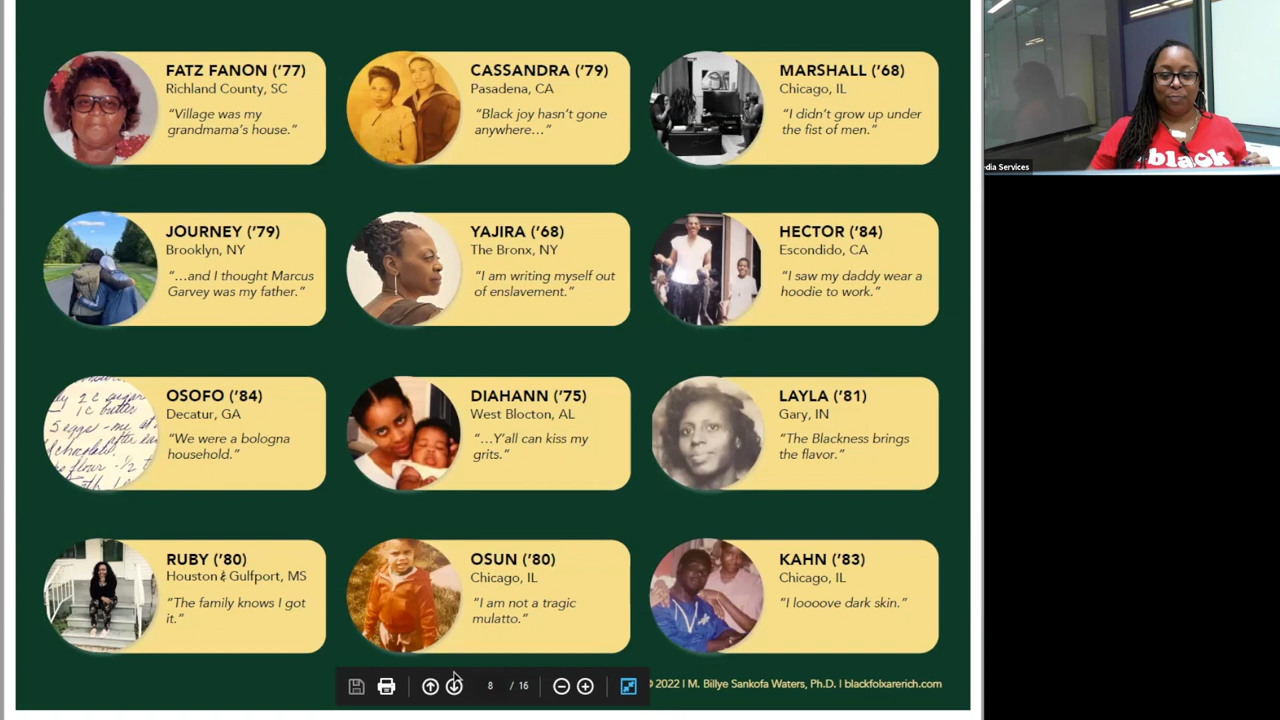 FATZ FANON (’77)
Richland County, SC
“Village was my
grandmama’s house.”
CASSANDRA (’79)
Pasadena, CA
“Black joy hasn’t gone
anywhere…”
MARSHALL (’68)
Chicago, IL
“I didn’t grow up under
the fist of men.”
JOURNEY (’79)
Brooklyn, NY
“…and I thought Marcus
Garvey was my father.”
YAJIRA (’68)
The Bronx, NY
“I am writing myself out
of enslavement.”
HECTOR (’84)
Escondido, CA
“I saw my daddy wear a
hoodie to work.”
OSOFO (’84)
Decatur, GA
“We were a bologna
household.”
2 c sugar
1 c butter
5 eggs
DIAHANN (’75)
West Blocton, AL
“…Y’all can kiss my
grits.”
LAYLA (’81)
Gary, IN
“The Blackness brings
the flavor.”
RUBY (’80)
Houston & Gulfport, MS
“The family knows I got
it.”
OSUN (’80)
Chicago, IL
“I am not a tragic
mulatto.”
KAHN (’83)
Chicago, IL
“I loooove dark skin.”
8 / 16
© 2022 | M. Billye Sankofa Waters, Ph.D. | blackfolxarerich.com
black
dia Services